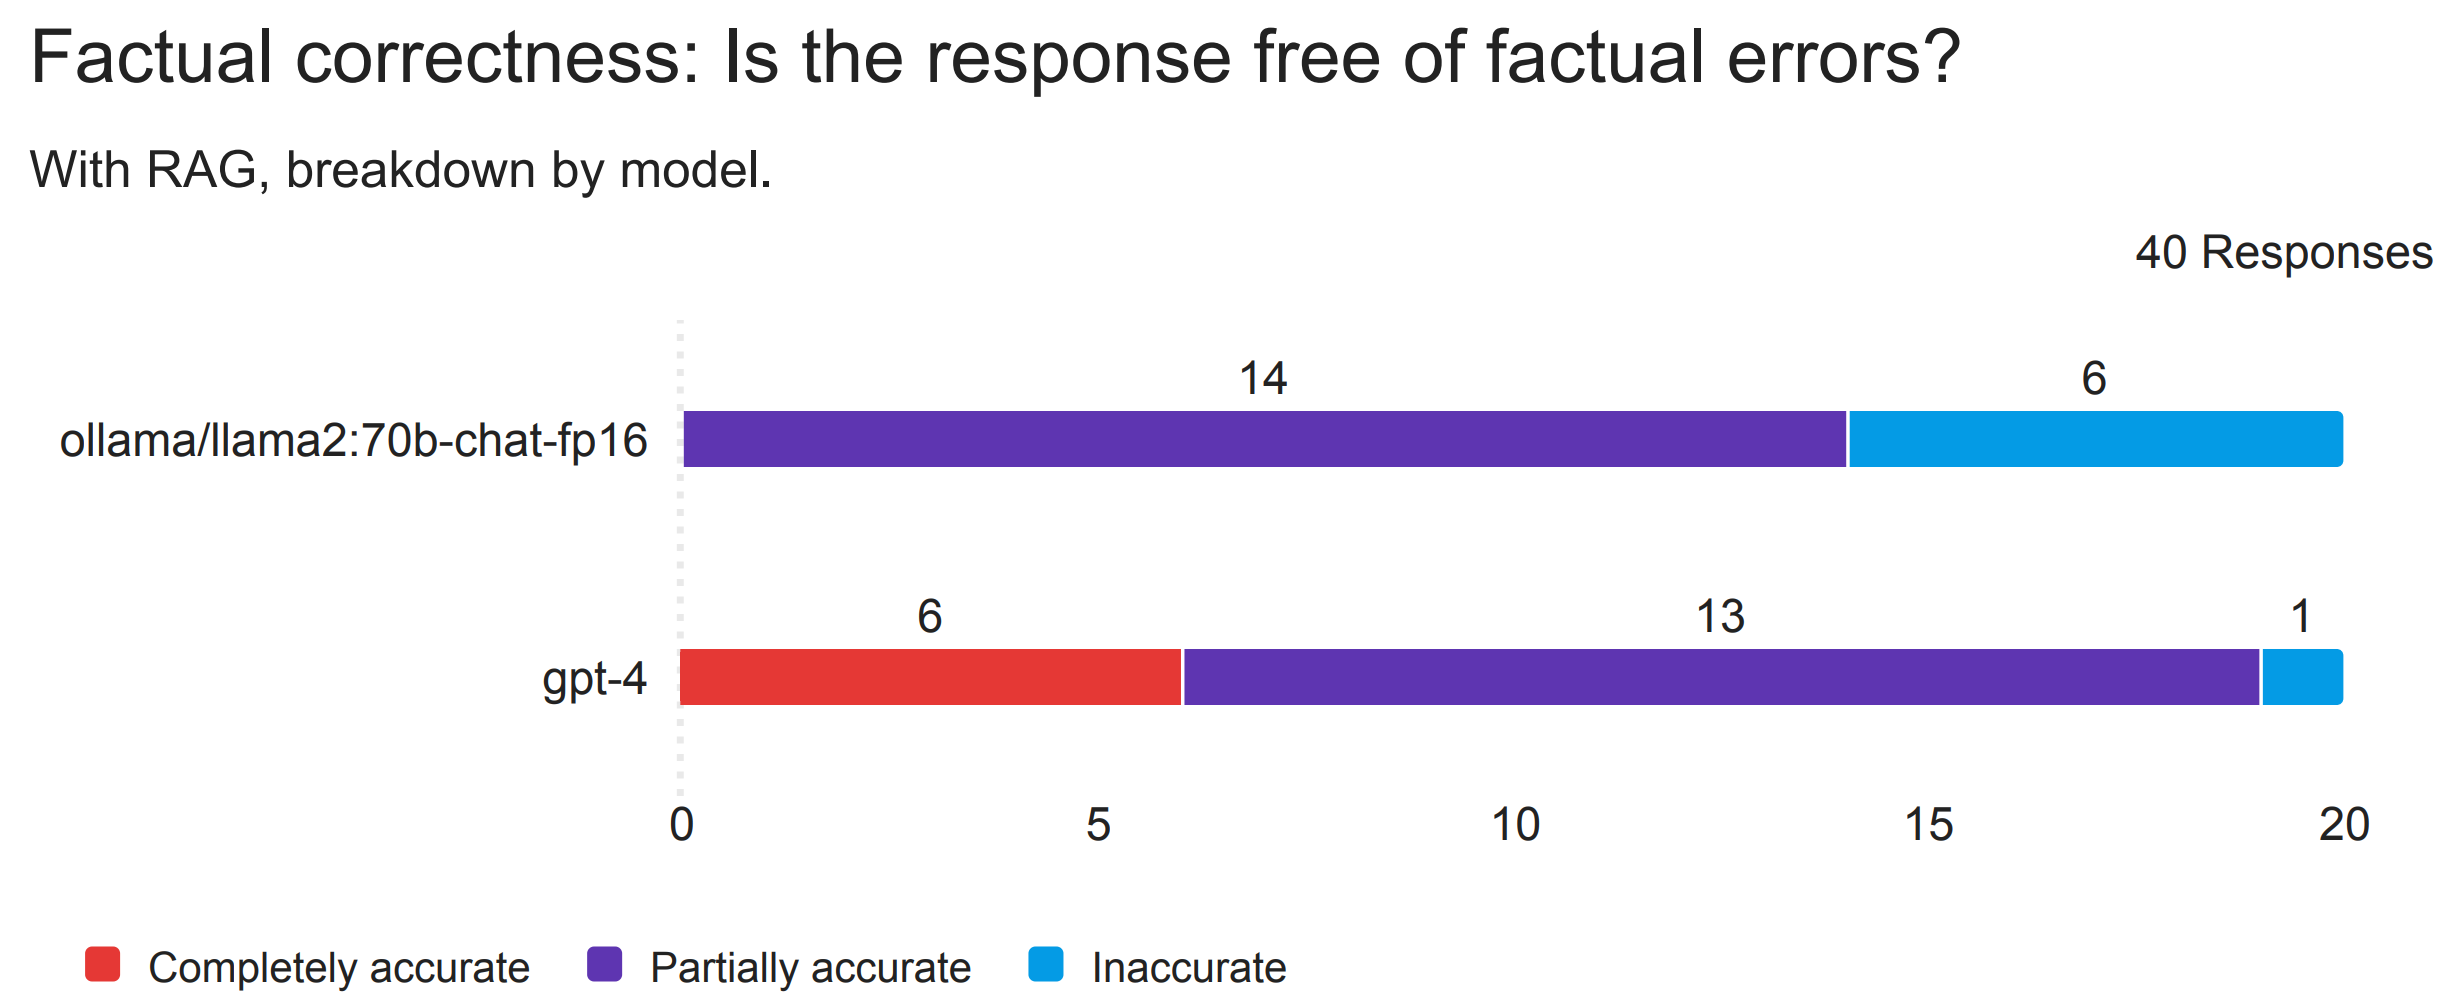 Factual correctness: Is the response free of factual errors?
With RAG, breakdown by model.
40 Responses
14 6
ollama/llama2:70b-chat-fp16
6 13 1
gpt-4
0 5 10 15 20
Completely accurate Partially accurate Inaccurate